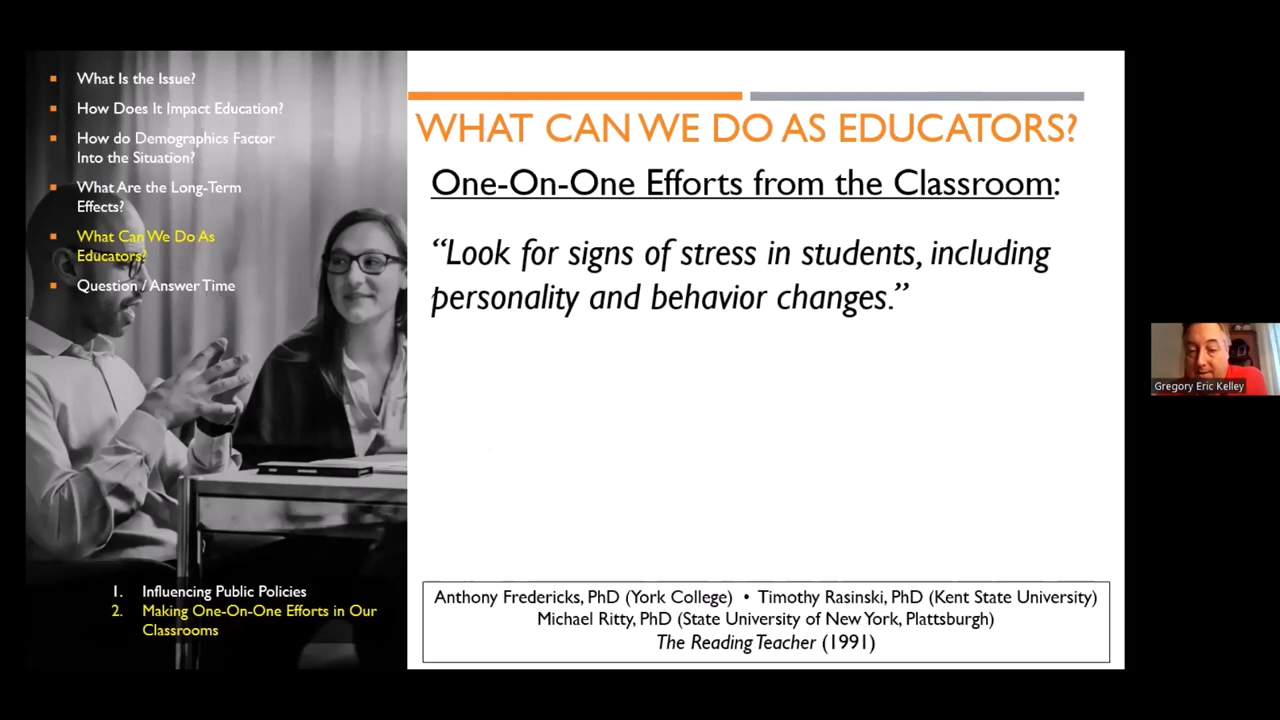 What Is the Issue?
How Does It Impact Education?
How do Demographics Factor
Into the Situation?
What Are the Long-Term
Effects?
What Can We Do As
Educators?
Question / Answer Time
1. Influencing Public Policies
2. Making One-On-One Efforts in Our
Classrooms
WHAT CAN WE DO AS EDUCATORS?
One-On-One Efforts from the Classroom:
“Look for signs of stress in students, including
personality and behavior changes.”
Anthony Fredericks, PhD (York College) • Timothy Rasinski, PhD (Kent State University)
Michael Ritty, PhD (State University of New York, Plattsburgh)
The Reading Teacher (1991)
Gregory Eric Kelley